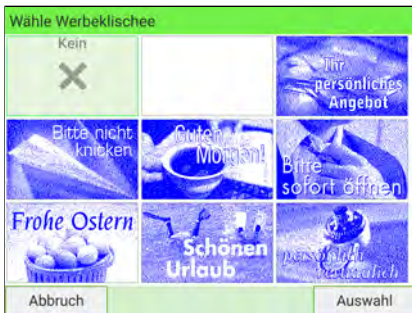 Wähle Werbeklischee
Kein
Ihr
persönliches
Angebot
Bitte nicht
knicken
Guten
Morgen!
Bitte
sofort öffnen
Frohe Ostern
Schönen
Urlaub
persönlich
vertraulich
Abbruch
Auswahl